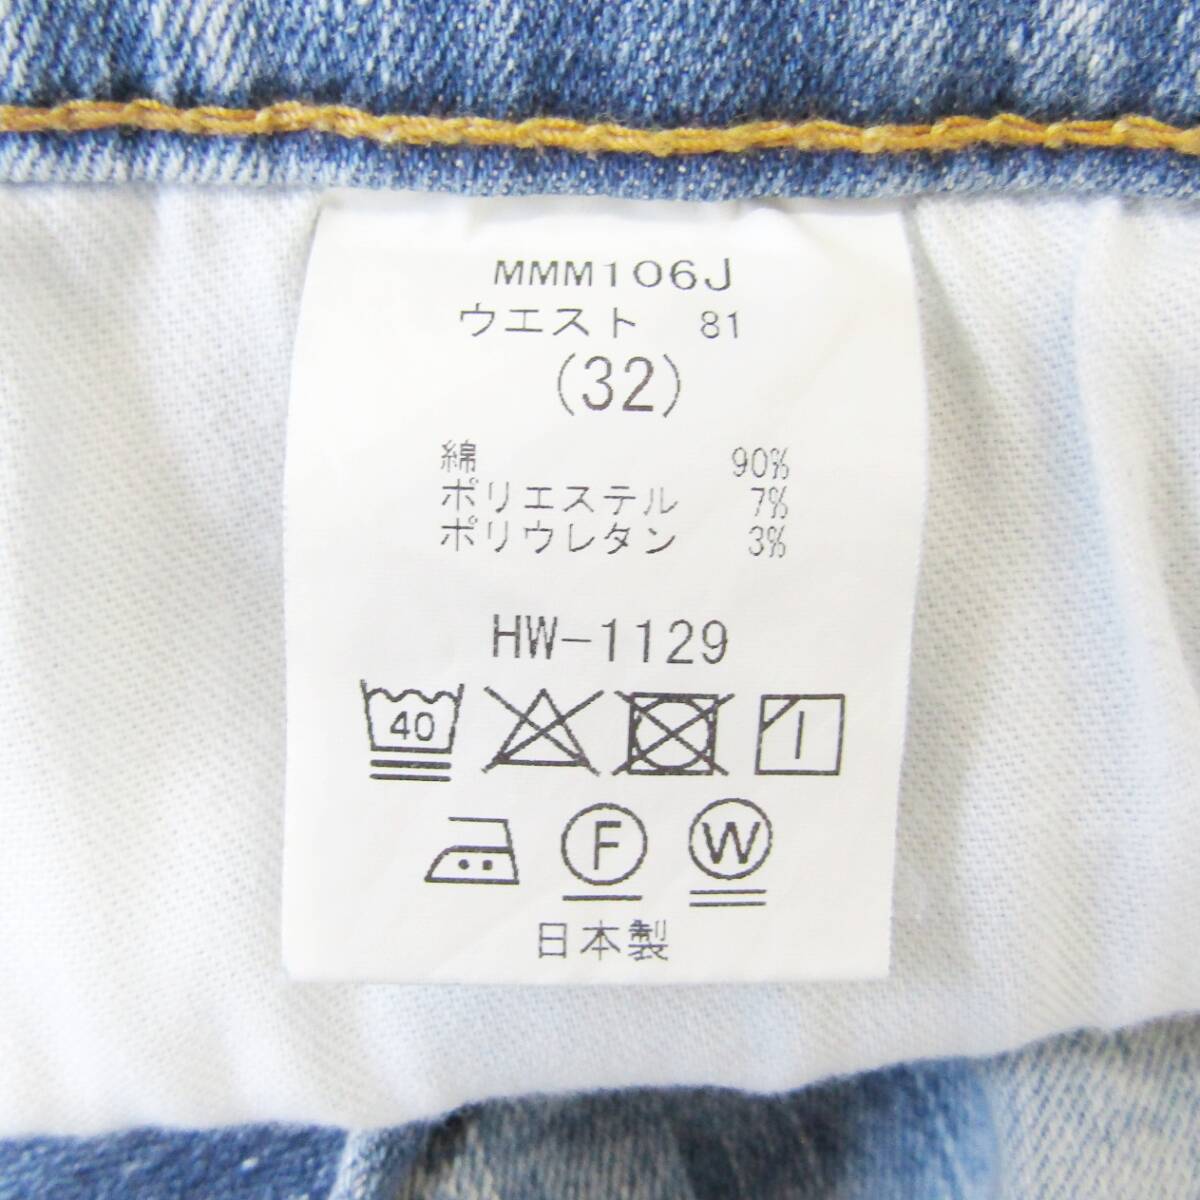 MMM106J
ウエスト 81
(32)
綿 90%
ポリエステル 7%
ポリウレタン 3%
HW-1129
40
F W
日本製